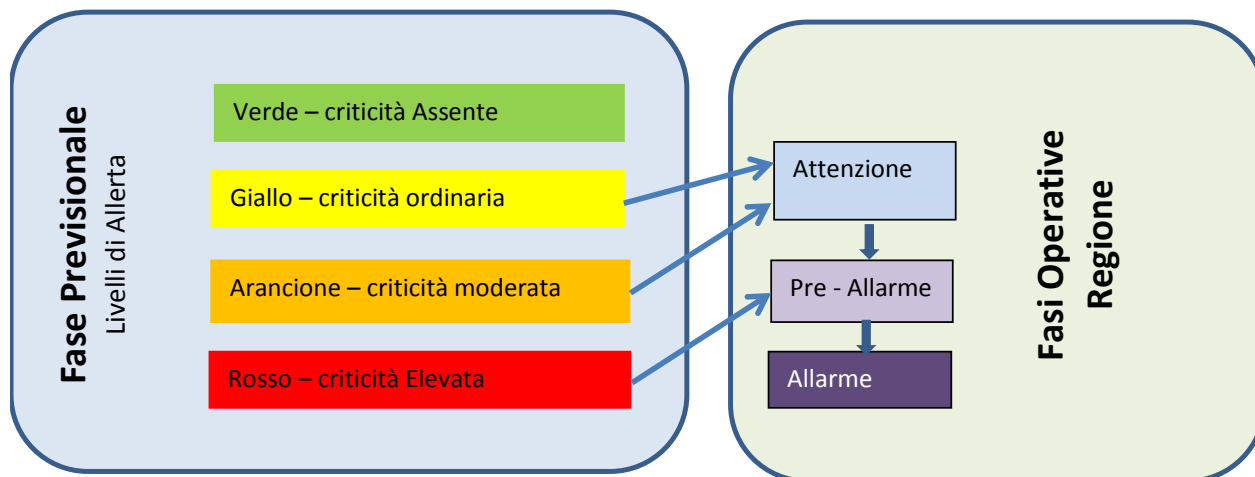 Fase Previsionale
Livelli di Allerta
Verde – criticità Assente
Giallo – criticità ordinaria
Arancione – criticità moderata
Rosso – criticità Elevata
Attenzione
Pre - Allarme
Allarme
Fasi Operative
Regione